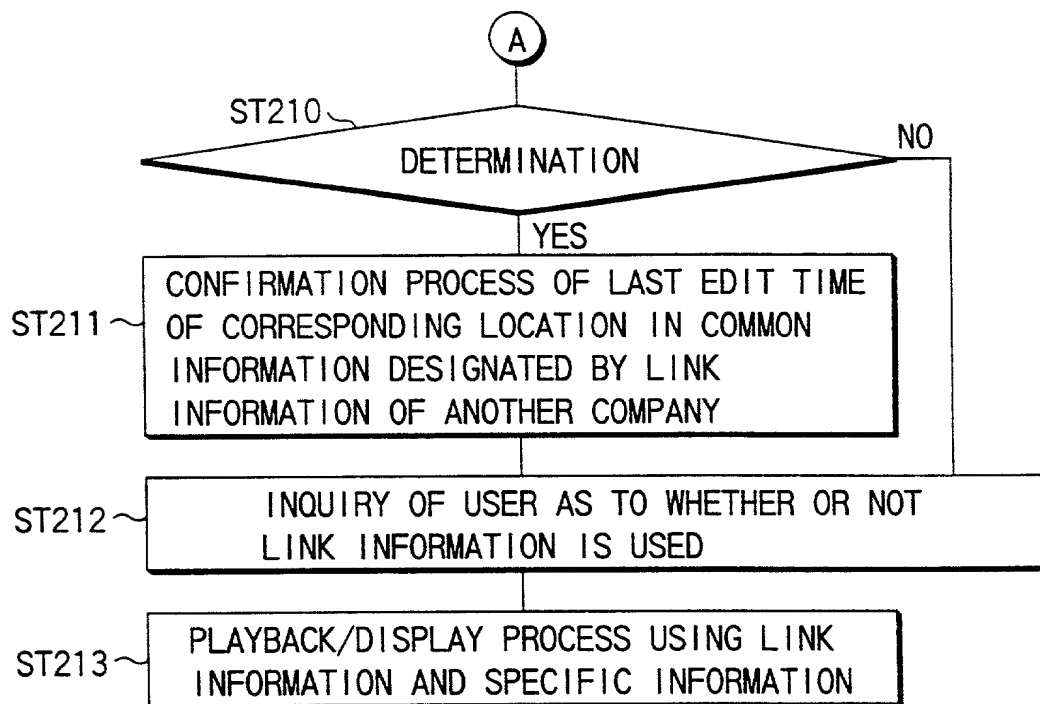 A
ST210
NO
DETERMINATION
YES
ST211
CONFIRMATION PROCESS OF LAST EDIT TIME
OF CORRESPONDING LOCATION IN COMMON
INFORMATION DESIGNATED BY LINK
INFORMATION OF ANOTHER COMPANY
ST212
INQUIRY OF USER AS TO WHETHER OR NOT
LINK INFORMATION IS USED
ST213
PLAYBACK/DISPLAY PROCESS USING LINK
INFORMATION AND SPECIFIC INFORMATION